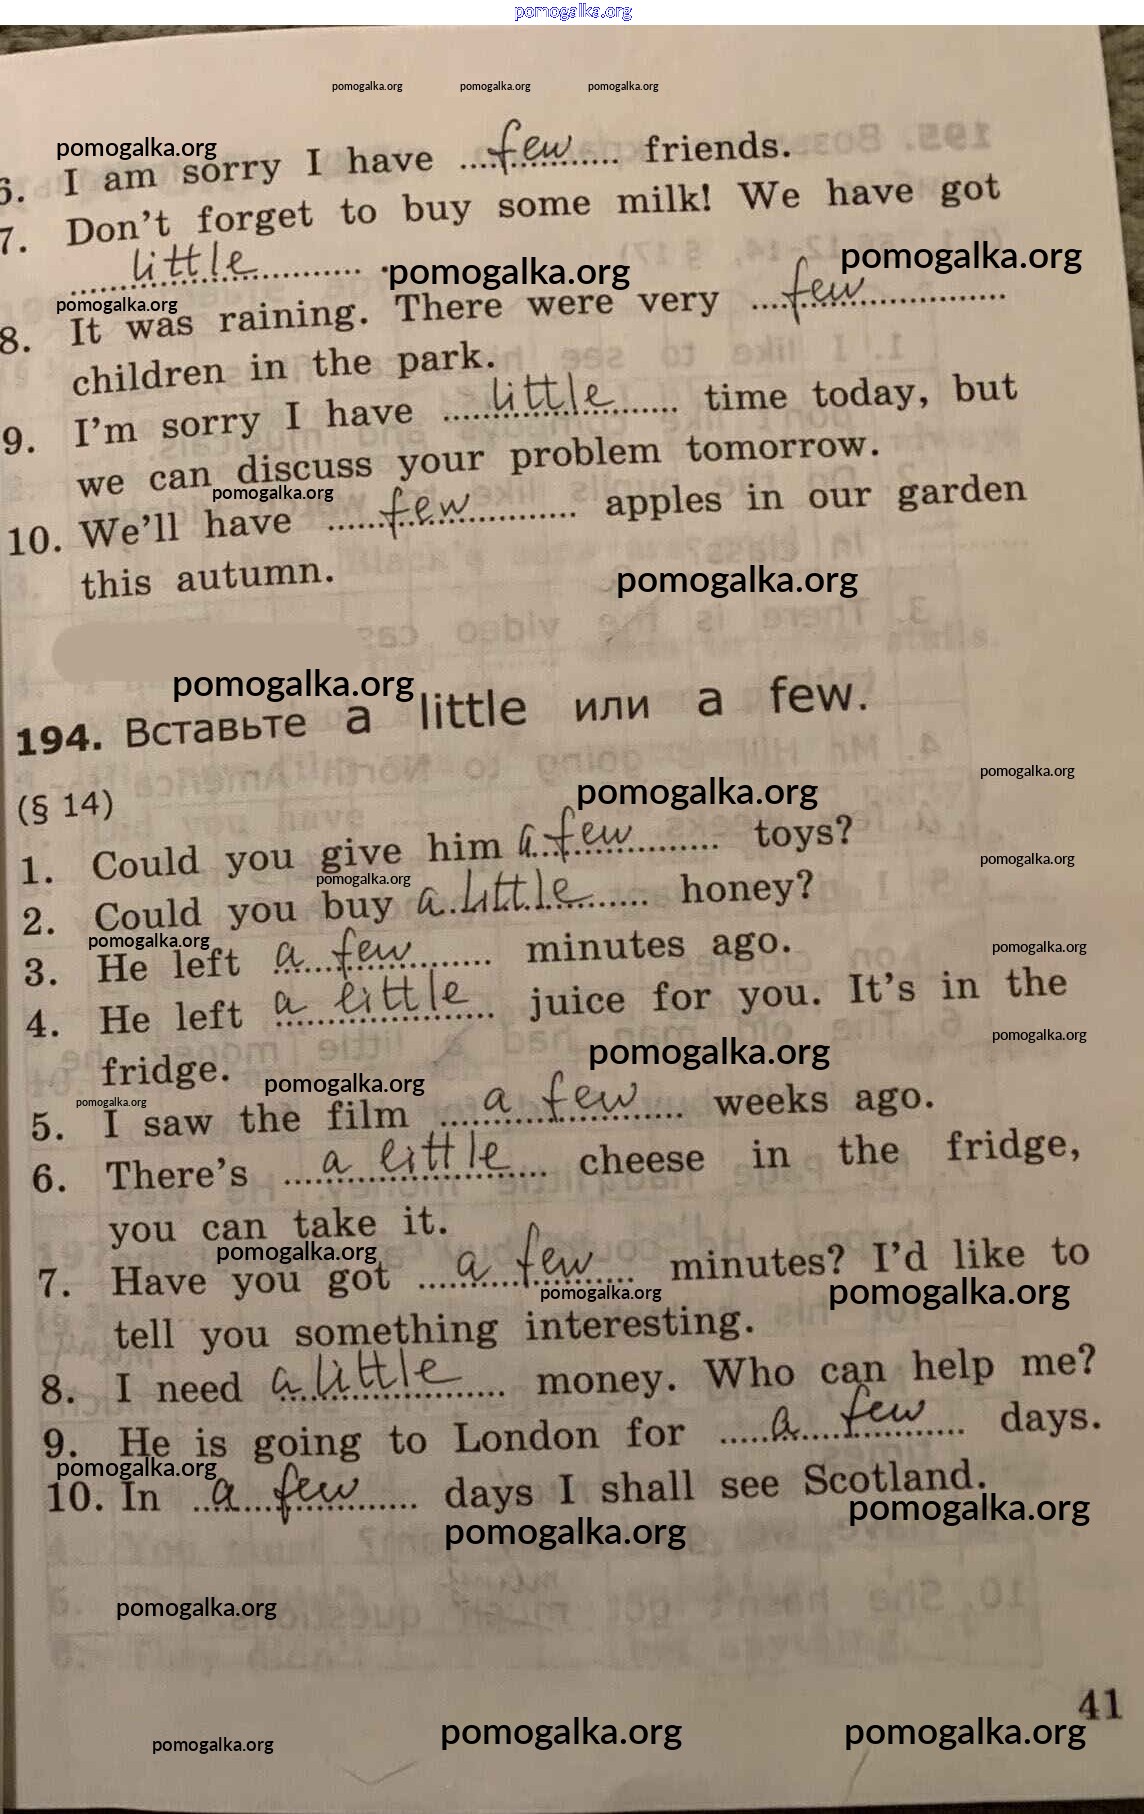 pomogalka.org
pomogalka.org pomogalka.org pomogalka.org
pomogalka.org
6. I am sorry I have few friends.
7. Don't forget to buy some milk! We have got
little .
pomogalka.org pomogalka.org
pomogalka.org
8. It was raining. There were very few
children in the park.
9. I'm sorry I have little time today, but
we can discuss your problem tomorrow.
pomogalka.org
10. We'll have few apples in our garden
this autumn.
pomogalka.org
pomogalka.org
194. Вставьте a little или a few.
pomogalka.org
(§ 14)
pomogalka.org
1. Could you give him a few toys?
pomogalka.org
pomogalka.org
2. Could you buy a little honey?
pomogalka.org
3. He left a few minutes ago.
pomogalka.org
4. He left a little juice for you. It's in the
pomogalka.org
fridge.
pomogalka.org
pomogalka.org
pomogalka.org
5. I saw the film a few weeks ago.
6. There's a little cheese in the fridge,
you can take it.
pomogalka.org
7. Have you got a few minutes? I'd like to
pomogalka.org
pomogalka.org
tell you something interesting.
8. I need a little money. Who can help me?
9. He is going to London for a few days.
pomogalka.org
10. In a few days I shall see Scotland.
pomogalka.org
pomogalka.org
pomogalka.org
41
pomogalka.org pomogalka.org pomogalka.org